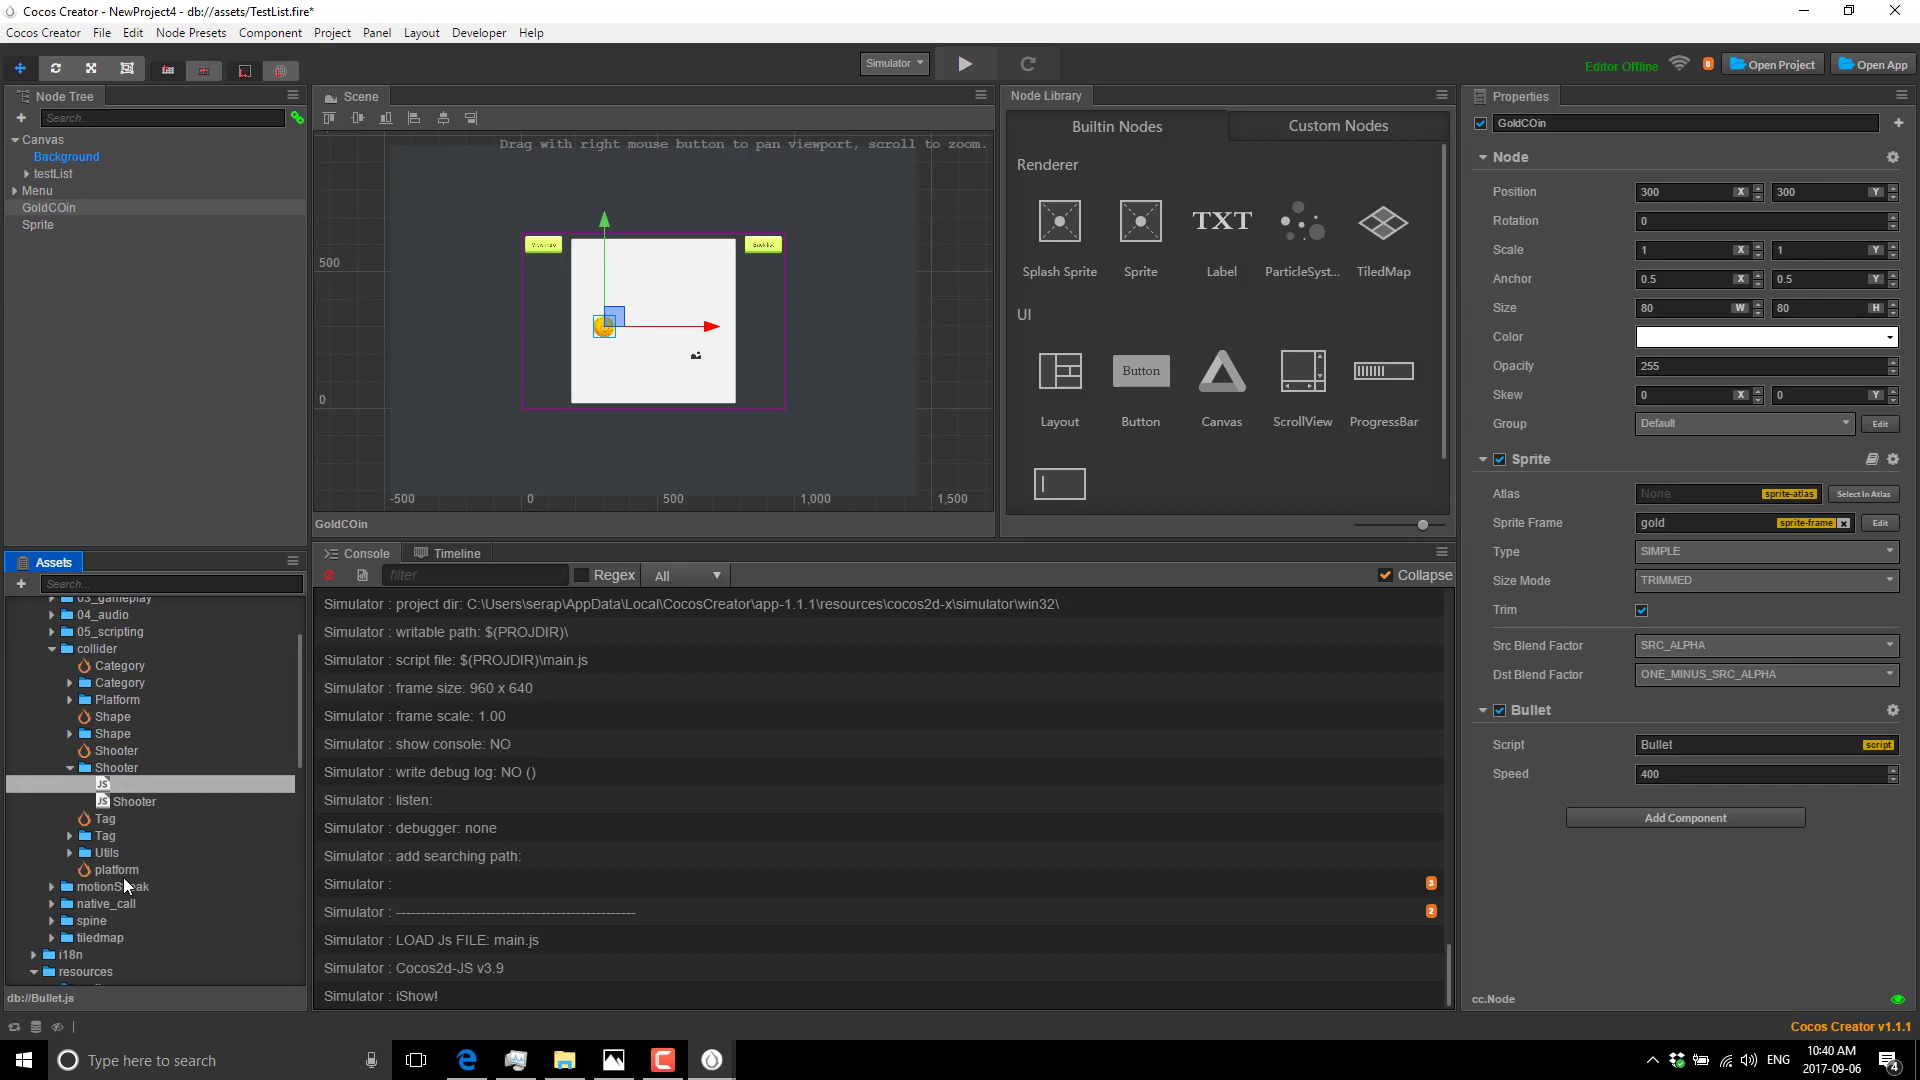 Cocos Creator - NewProject4 - db://assets/TestList.fire*
Cocos Creator File Edit Node Presets Component Project Panel Layout Developer Help
Simulator
Editor Offline 0 Open Project Open App
Node Tree
Search...
Canvas
Background
testList
Menu
GoldCOin
Sprite
Scene
Drag with right mouse button to pan viewport, scroll to zoom.
500
0
-500 0 500 1,000 1,500
View intro
Back list
GoldCOin
Node Library
Builtin Nodes Custom Nodes
Renderer
TXT
Splash Sprite Sprite Label ParticleSyst... TiledMap
UI
Button
Layout Button Canvas ScrollView ProgressBar
Properties
GoldCOin
Node
Position 300 X 300 Y
Rotation 0
Scale 1 X 1 Y
Anchor 0.5 X 0.5 Y
Size 80 W 80 H
Color
Opacity 255
Skew 0 X 0 Y
Group Default Edit
Sprite
Atlas None sprite-atlas Select In Atlas
Sprite Frame gold sprite-frame Edit
Type SIMPLE
Size Mode TRIMMED
Trim
Src Blend Factor SRC_ALPHA
Dst Blend Factor ONE_MINUS_SRC_ALPHA
Bullet
Script Bullet script
Speed 400
Add Component
cc.Node
Assets
Search...
03_gameplay
04_audio
05_scripting
collider
Category
Category
Platform
Shape
Shape
Shooter
Shooter
JS
JS Shooter
Tag
Tag
Utils
platform
motionStreak
native_call
spine
tiledmap
i18n
resources
db://Bullet.js
Console Timeline
filter Regex All Collapse
Simulator : project dir: C:\Users\serap\AppData\Local\CocosCreator\app-1.1.1\resources\cocos2d-x\simulator\win32\
Simulator : writable path: $(PROJDIR)\
Simulator : script file: $(PROJDIR)\main.js
Simulator : frame size: 960 x 640
Simulator : frame scale: 1.00
Simulator : show console: NO
Simulator : write debug log: NO ()
Simulator : listen:
Simulator : debugger: none
Simulator : add searching path:
Simulator : 3
Simulator : ------------------------------------------------ 2
Simulator : LOAD Js FILE: main.js
Simulator : Cocos2d-JS v3.9
Simulator : iShow!
Cocos Creator v1.1.1
Type here to search
ENG
10:40 AM
2017-09-06
4